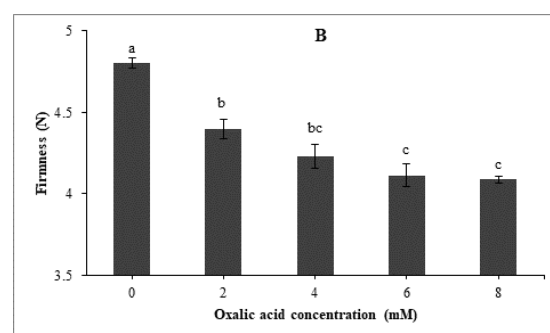 B
5
4.5
4
3.5
Firmness (N)
a
b
bc
c
c
0 2 4 6 8
Oxalic acid concentration (mM)